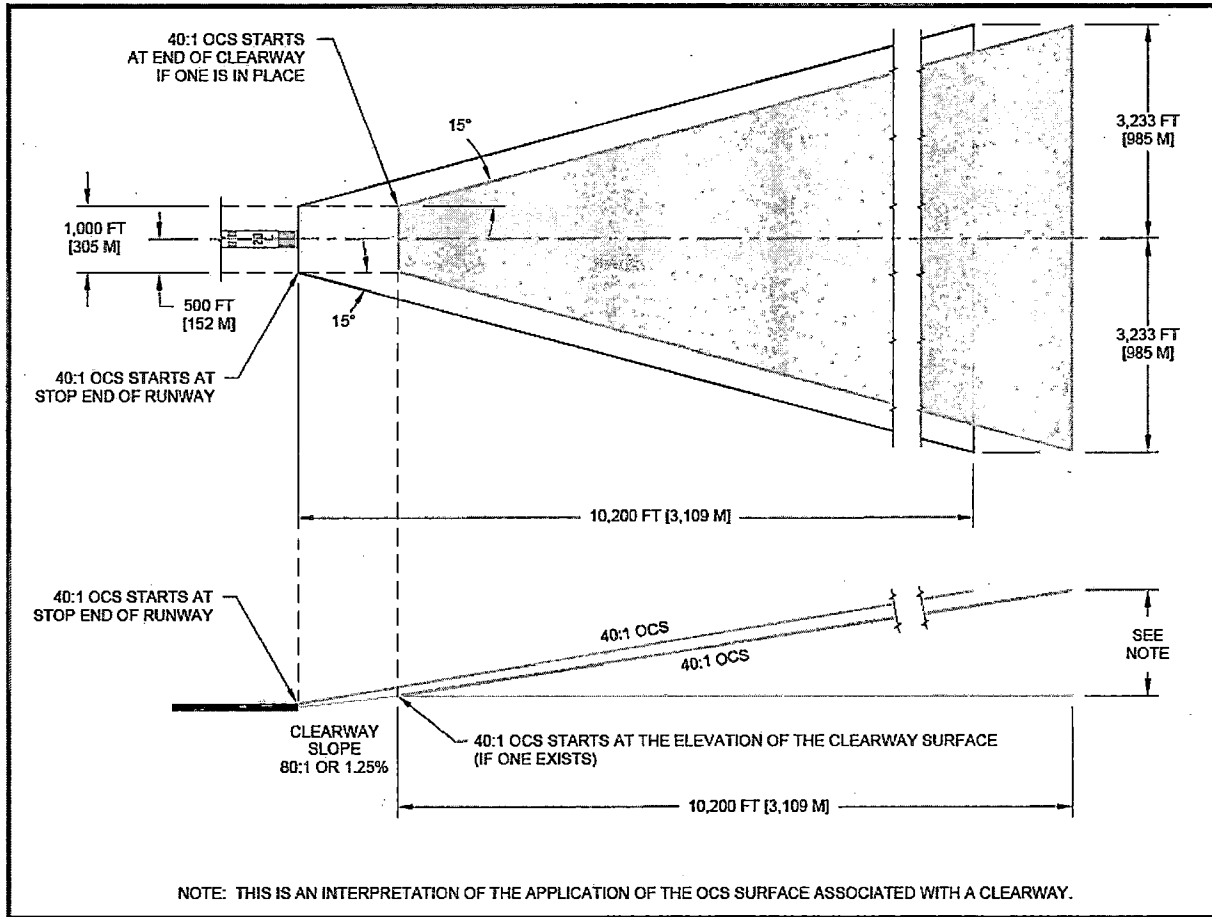 40:1 OCS STARTS
AT END OF CLEARWAY
IF ONE IS IN PLACE
15°
3,233 FT
[985 M]
1,000 FT
[305 M]
20
500 FT
[152 M]
15°
3,233 FT
[985 M]
40:1 OCS STARTS AT
STOP END OF RUNWAY
10,200 FT [3,109 M]
40:1 OCS STARTS AT
STOP END OF RUNWAY
40:1 OCS
40:1 OCS
SEE
NOTE
CLEARWAY
SLOPE
80:1 OR 1.25%
40:1 OCS STARTS AT THE ELEVATION OF THE CLEARWAY SURFACE
(IF ONE EXISTS)
10,200 FT [3,109 M]
NOTE: THIS IS AN INTERPRETATION OF THE APPLICATION OF THE OCS SURFACE ASSOCIATED WITH A CLEARWAY.